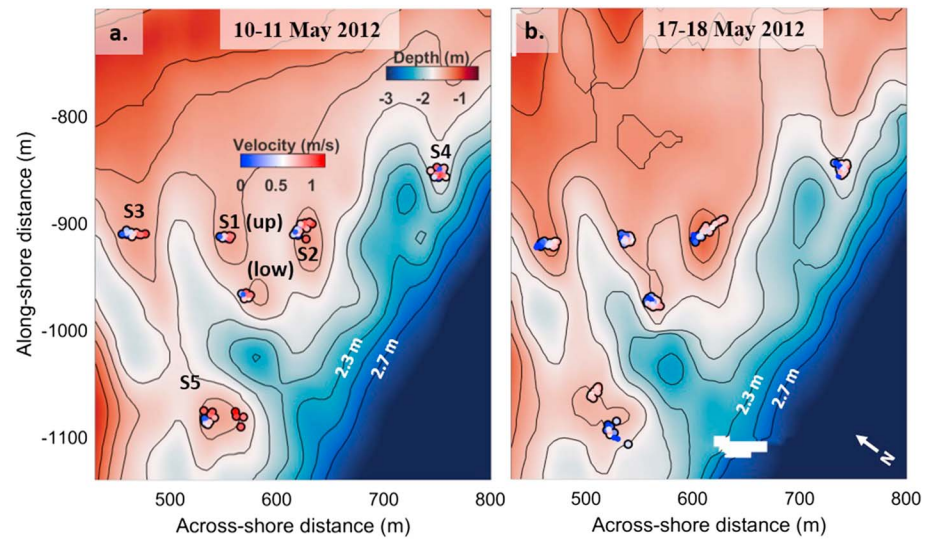 a.
10-11 May 2012
Depth (m)
-3 -2 -1
Velocity (m/s)
0 0.5 1
S4
S3
S1 (up)
S2
(low)
S5
2.3 m
2.7 m
b.
17-18 May 2012
2.3 m
2.7 m
N
-800
-900
-1000
-1100
Along-shore distance (m)
500 600 700 800
Across-shore distance (m)
500 600 700 800
Across-shore distance (m)